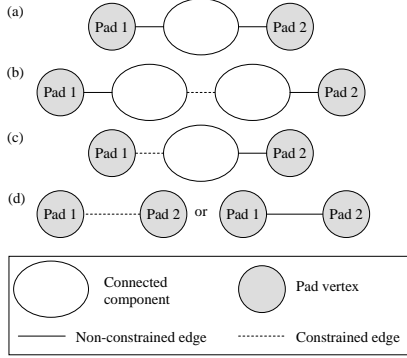 (a) Pad 1 Pad 2
(b) Pad 1 Pad 2
(c) Pad 1 Pad 2
(d) Pad 1 Pad 2 or Pad 1 Pad 2
Connected component
Pad vertex
Non-constrained edge
Constrained edge